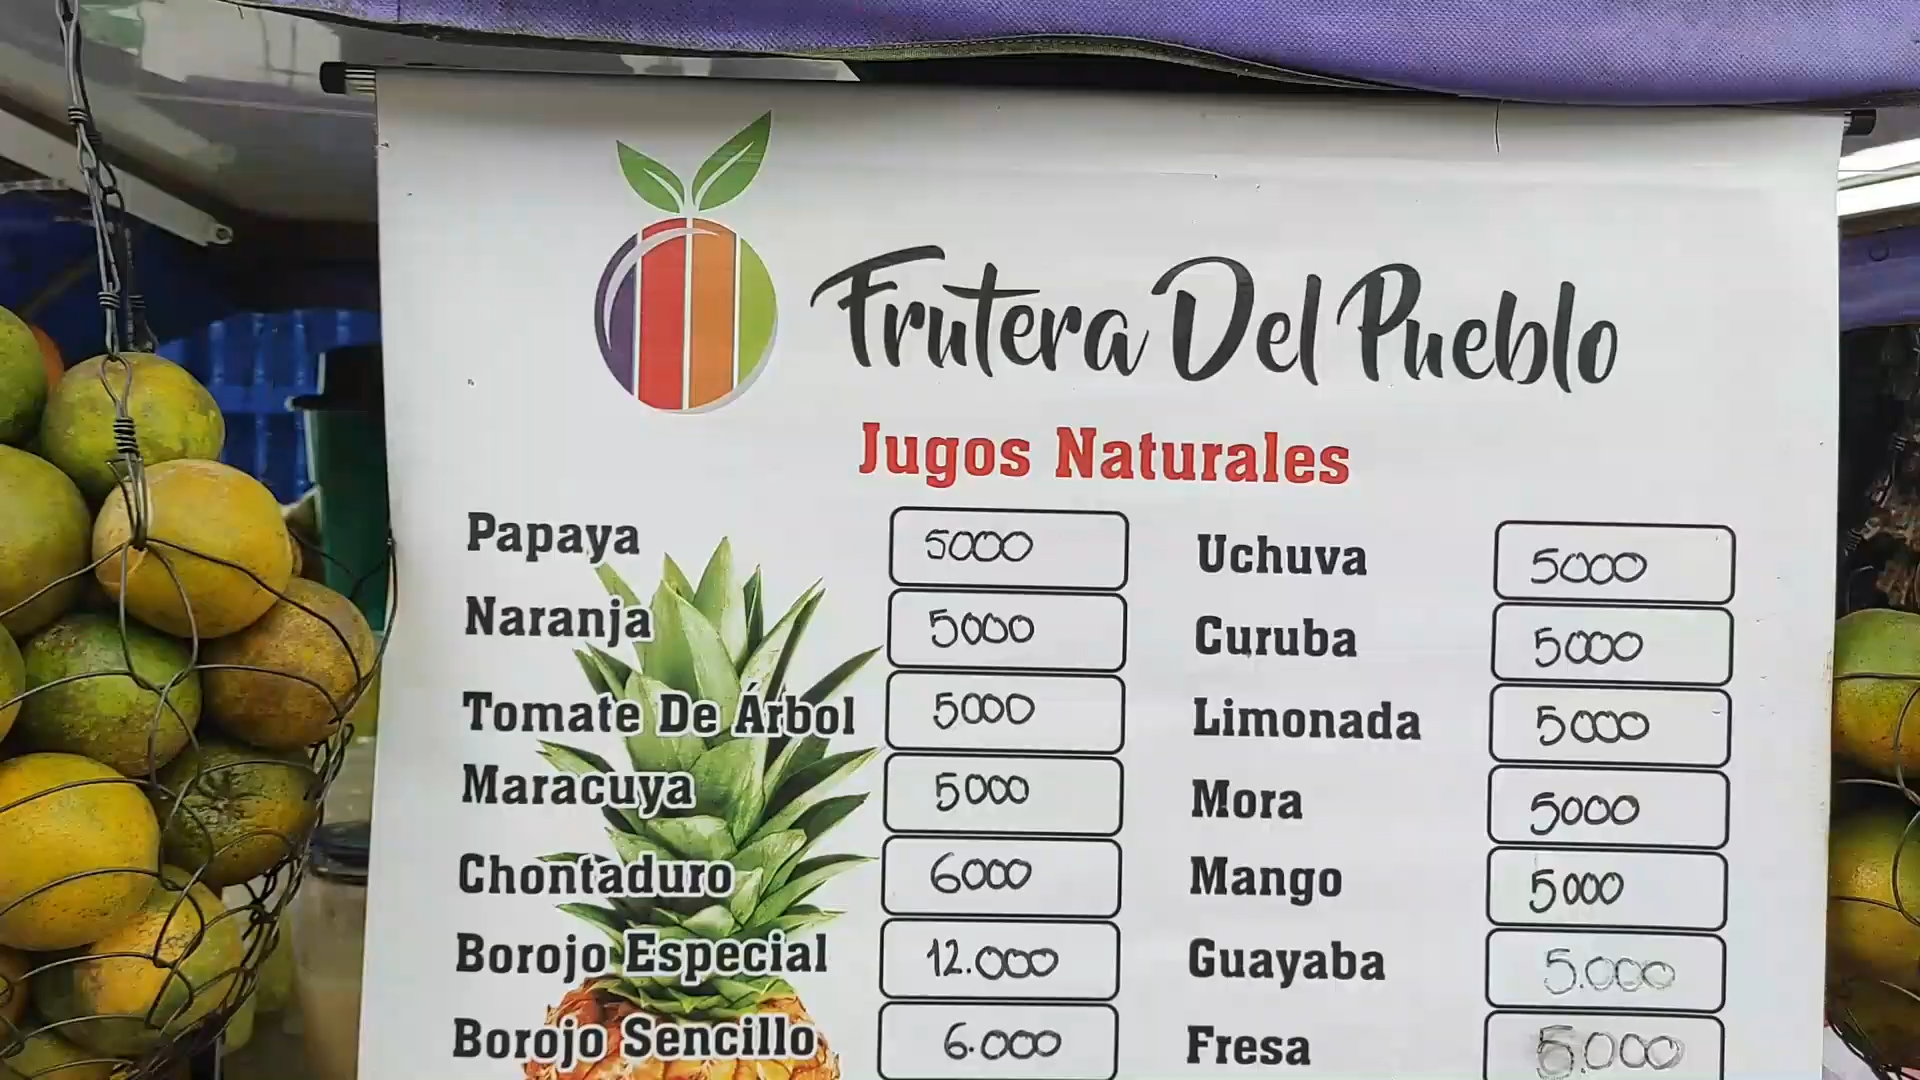 Frutera Del Pueblo
Jugos Naturales
Papaya 5000
Naranja 5000
Tomate De Árbol 5000
Maracuya 5000
Chontaduro 6000
Borojo Especial 12.000
Borojo Sencillo 6.000
Uchuva 5000
Curuba 5000
Limonada 5000
Mora 5000
Mango 5000
Guayaba 5.000
Fresa 5.000